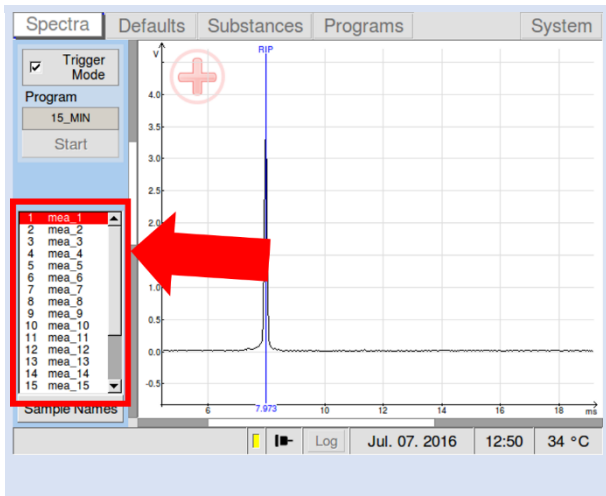 Spectra Defaults Substances Programs System
Trigger
Mode
Program
15_MIN
Start
1 mea_1
2 mea_2
3 mea_3
4 mea_4
5 mea_5
6 mea_6
7 mea_7
8 mea_8
9 mea_9
10 mea_10
11 mea_11
12 mea_12
13 mea_13
14 mea_14
15 mea_15
Sample Names
V
RIP
4.0
3.5
3.0
2.5
2.0
1.0
0.5
0.0
-0.5
6 7.973 10 12 14 16 18 ms
Log Jul. 07. 2016 12:50 34 °C